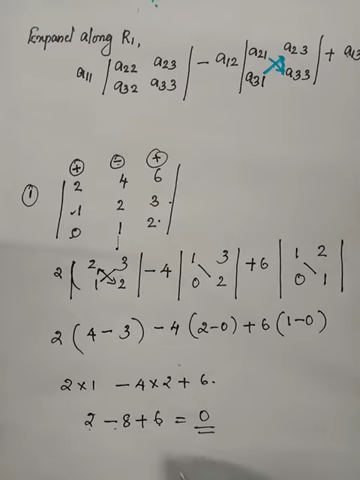 Expand along R1,
a11 | a22 a23 | - a12 | a21 a23 | + a13
a32 a33 a31 a33
+ - +
① | 2 4 6 |
1 2 3
0 1 2
2 | 2 3 | - 4 | 1 3 | + 6 | 1 2 |
1 2 0 2 0 1
2 (4-3) - 4 (2-0) + 6 (1-0)
2×1 - 4×2 + 6.
2 - 8 + 6 = 0